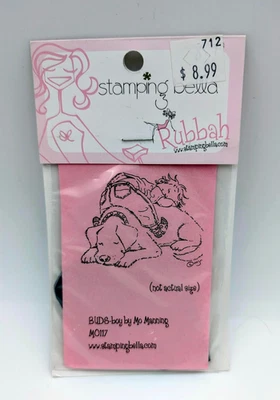 712
$ 8.99
stamping bella
Rubbah
www.stampingbella.com
(not actual size)
BUDS-boy by Mo Manning
M0117
www.stampingbella.com